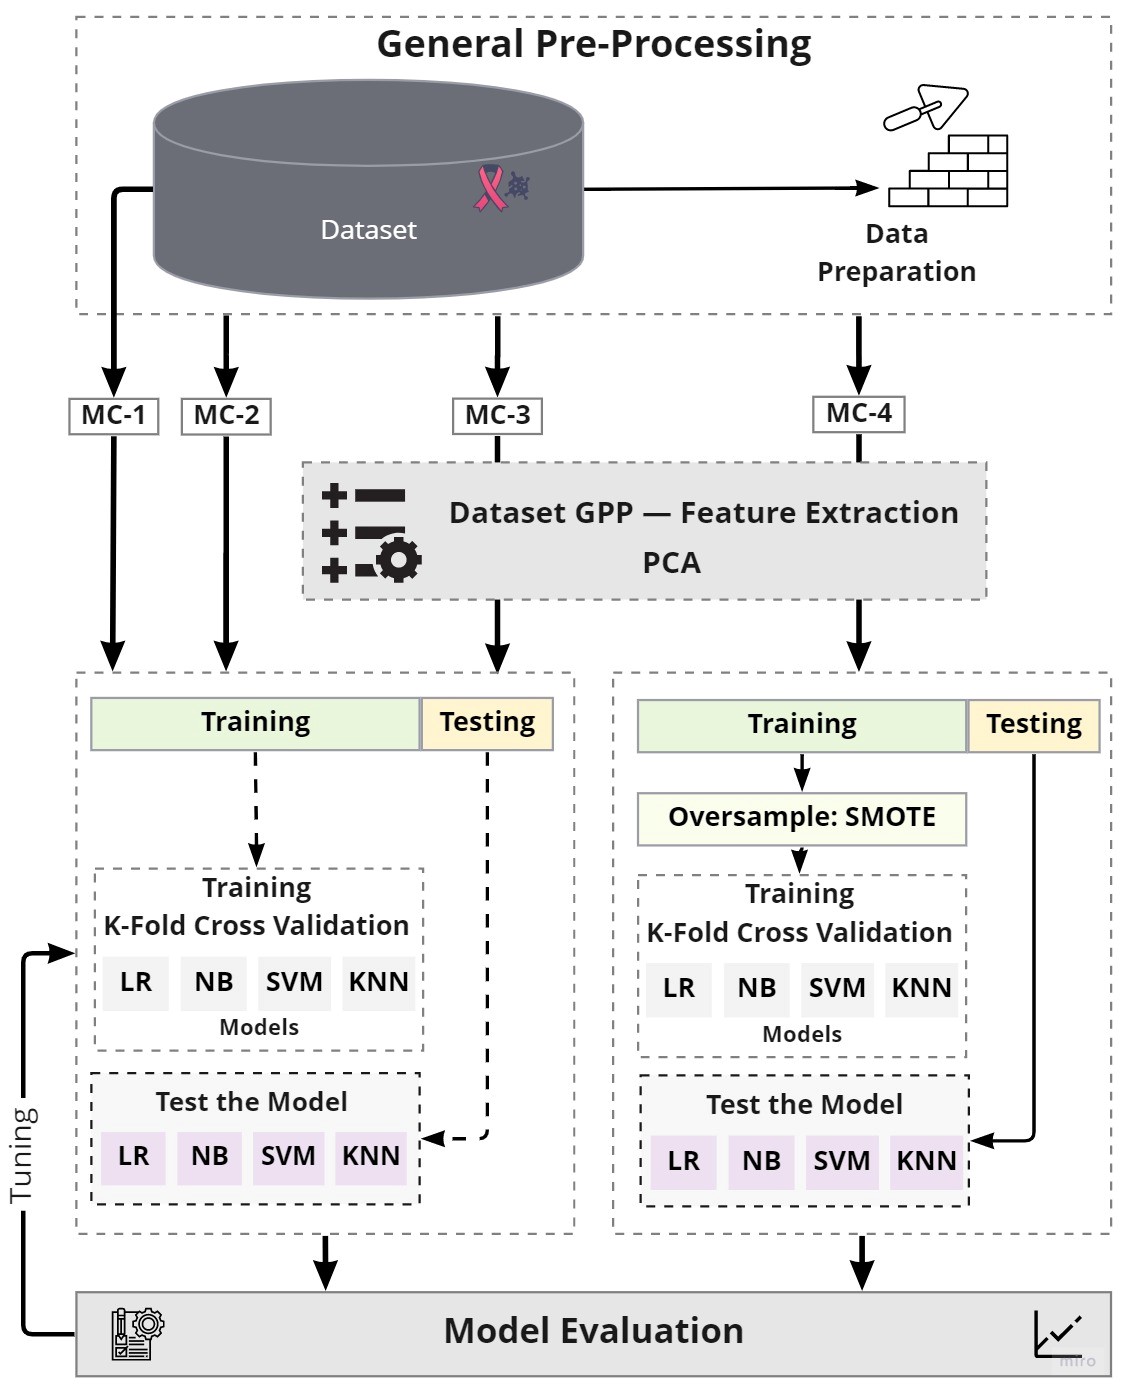 General Pre-Processing
Dataset
Data
Preparation
MC-1
MC-2
MC-3
MC-4
Dataset GPP — Feature Extraction
PCA
Training
Testing
Training
K-Fold Cross Validation
LR NB SVM KNN
Models
Test the Model
LR NB SVM KNN
Training
Testing
Oversample: SMOTE
Training
K-Fold Cross Validation
LR NB SVM KNN
Models
Test the Model
LR NB SVM KNN
Tuning
Model Evaluation
miro